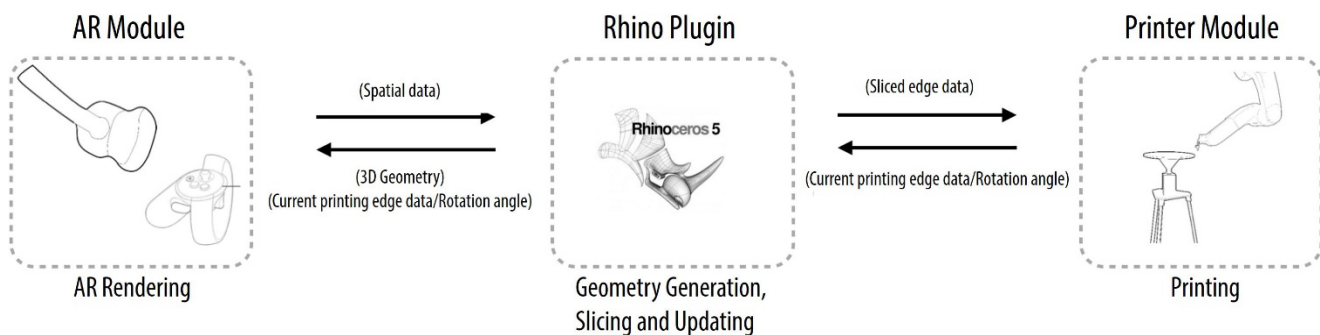 AR Module
Rhino Plugin
Printer Module
(Spatial data)
(Sliced edge data)
Rhinoceros 5
(3D Geometry)
(Current printing edge data/Rotation angle)
(Current printing edge data/Rotation angle)
AR Rendering
Geometry Generation,
Slicing and Updating
Printing